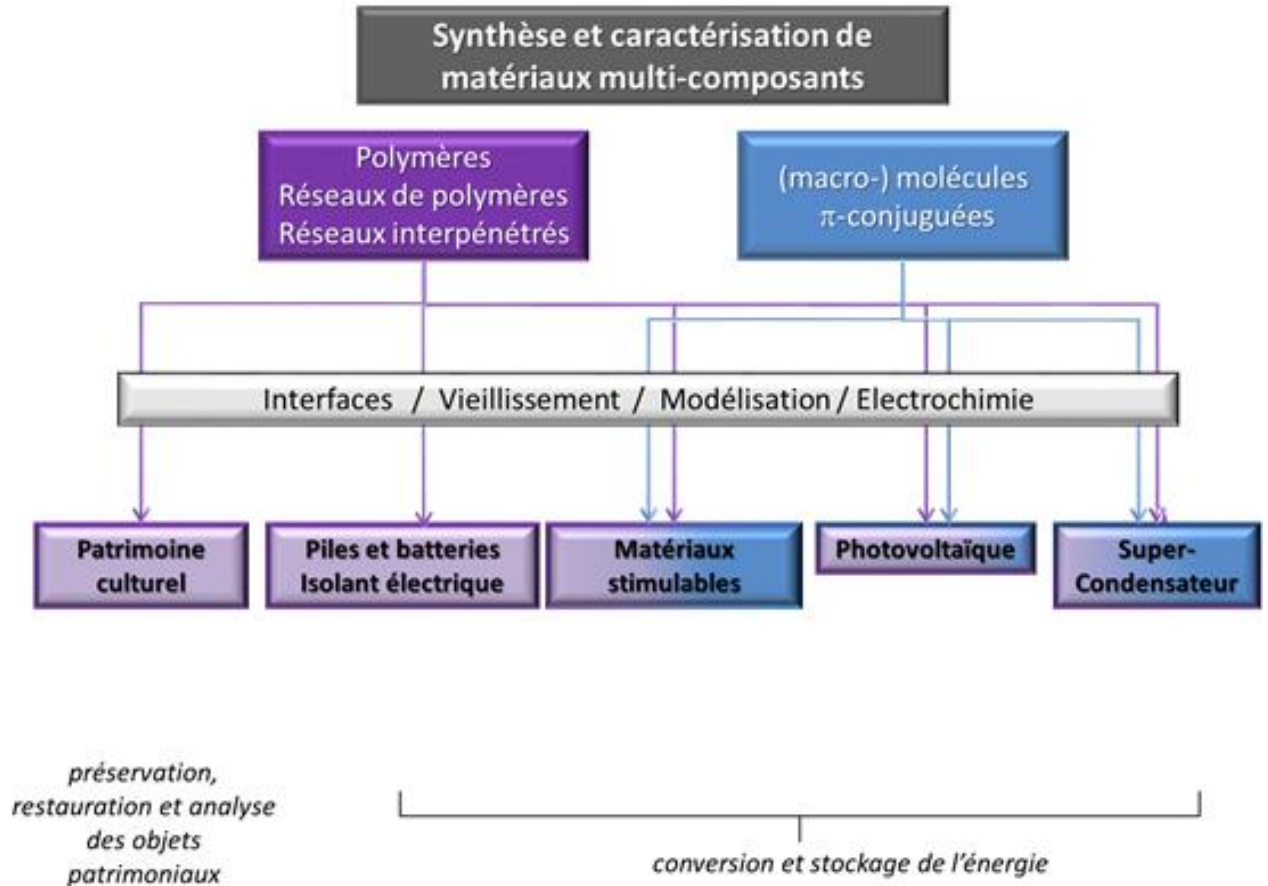 Synthèse et caractérisation de
matériaux multi-composants
Polymères
Réseaux de polymères
Réseaux interpénétrés
(macro-) molécules
π-conjuguées
Interfaces / Vieillissement / Modélisation / Electrochimie
Patrimoine
culturel
Piles et batteries
Isolant électrique
Matériaux
stimulables
Photovoltaïque
Super-
Condensateur
préservation,
restauration et analyse
des objets
patrimoniaux
conversion et stockage de l'énergie